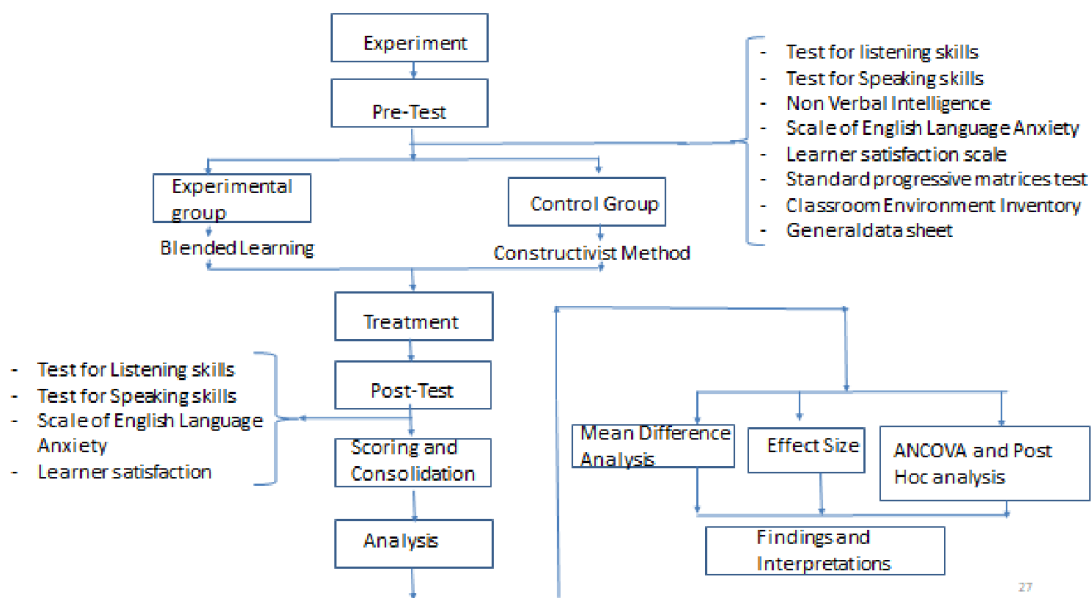 Experiment
Pre-Test
- Test for listening skills
- Test for Speaking skills
- Non Verbal Intelligence
- Scale of English Language Anxiety
- Learner satisfaction scale
- Standard progressive matrices test
- Classroom Environment Inventory
- General data sheet
Experimental
group
Control Group
Blended Learning
Constructivist Method
Treatment
Post-Test
- Test for Listening skills
- Test for Speaking skills
- Scale of English Language
Anxiety
- Learner satisfaction
Scoring and
Consolidation
Analysis
Mean Difference
Analysis
Effect Size
ANCOVA and Post
Hoc analysis
Findings and
Interpretations
27